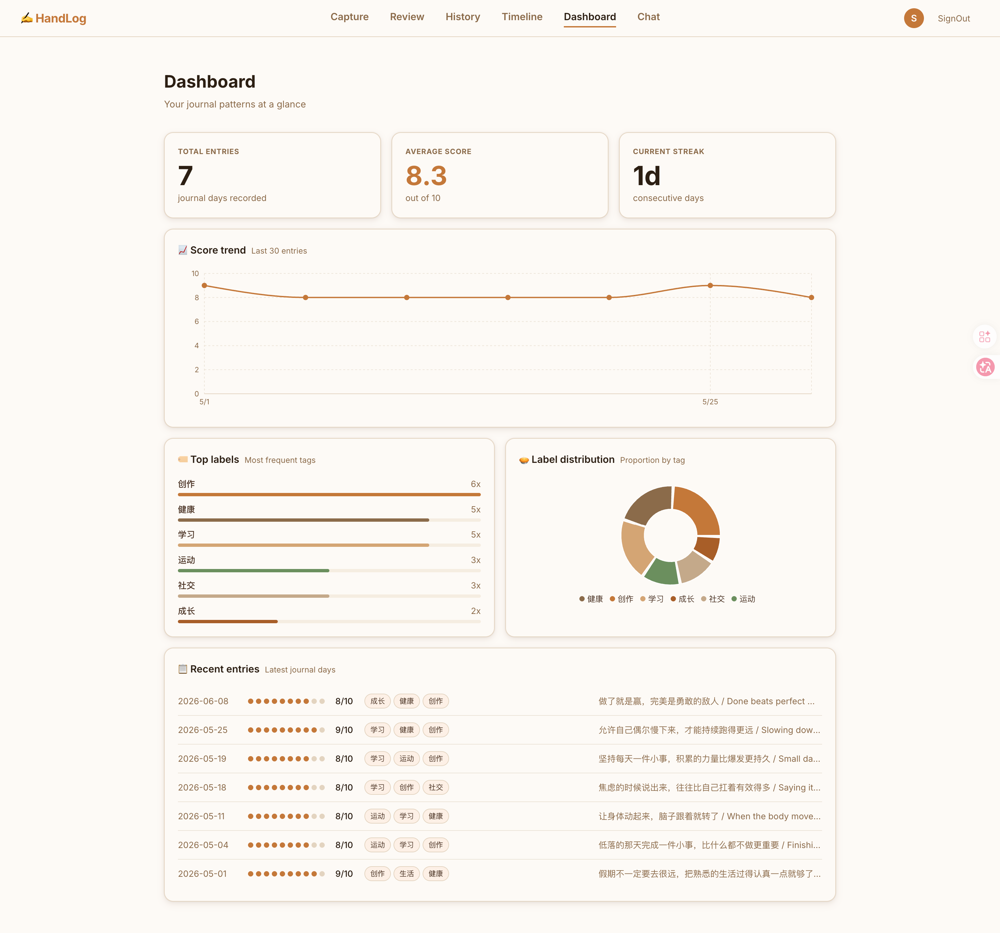 ✍️ HandLog
Capture Review History Timeline Dashboard Chat
S SignOut
Dashboard
Your journal patterns at a glance
TOTAL ENTRIES
7
journal days recorded
AVERAGE SCORE
8.3
out of 10
CURRENT STREAK
1d
consecutive days
📈 Score trend Last 30 entries
10
8
6
4
2
0
5/1 5/25
🏷️ Top labels Most frequent tags
创作 6x
健康 5x
学习 5x
运动 3x
社交 3x
成长 2x
🥧 Label distribution Proportion by tag
健康 创作 学习 成长 社交 运动
📋 Recent entries Latest journal days
2026-06-08 8/10 成长 健康 创作 做了就是赢，完美是勇敢的敌人 / Done beats perfect ...
2026-05-25 9/10 学习 健康 创作 允许自己偶尔慢下来，才能持续跑得更远 / Slowing dow...
2026-05-19 8/10 学习 运动 创作 坚持每天一件小事，积累的力量比爆发更持久 / Small da...
2026-05-18 8/10 学习 创作 社交 焦虑的时候说出来，往往比自己扛着有效得多 / Saying it...
2026-05-11 8/10 运动 学习 健康 让身体动起来，脑子跟着就转了 / When the body move...
2026-05-04 8/10 运动 学习 创作 低落的那天完成一件小事，比什么都不做更重要 / Finishi...
2026-05-01 9/10 创作 生活 健康 假期不一定要去很远，把熟悉的生活过得认真一点就够了...